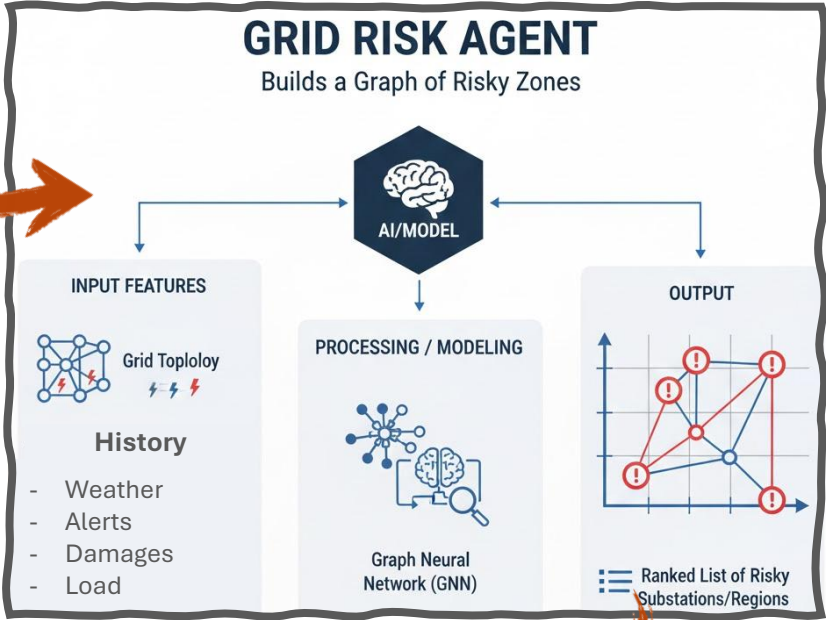 GRID RISK AGENT
Builds a Graph of Risky Zones
AI/MODEL
INPUT FEATURES
Grid Toploloy
History
- Weather
- Alerts
- Damages
- Load
PROCESSING / MODELING
Graph Neural
Network (GNN)
OUTPUT
! ! ! ! !
Ranked List of Risky
Substations/Regions